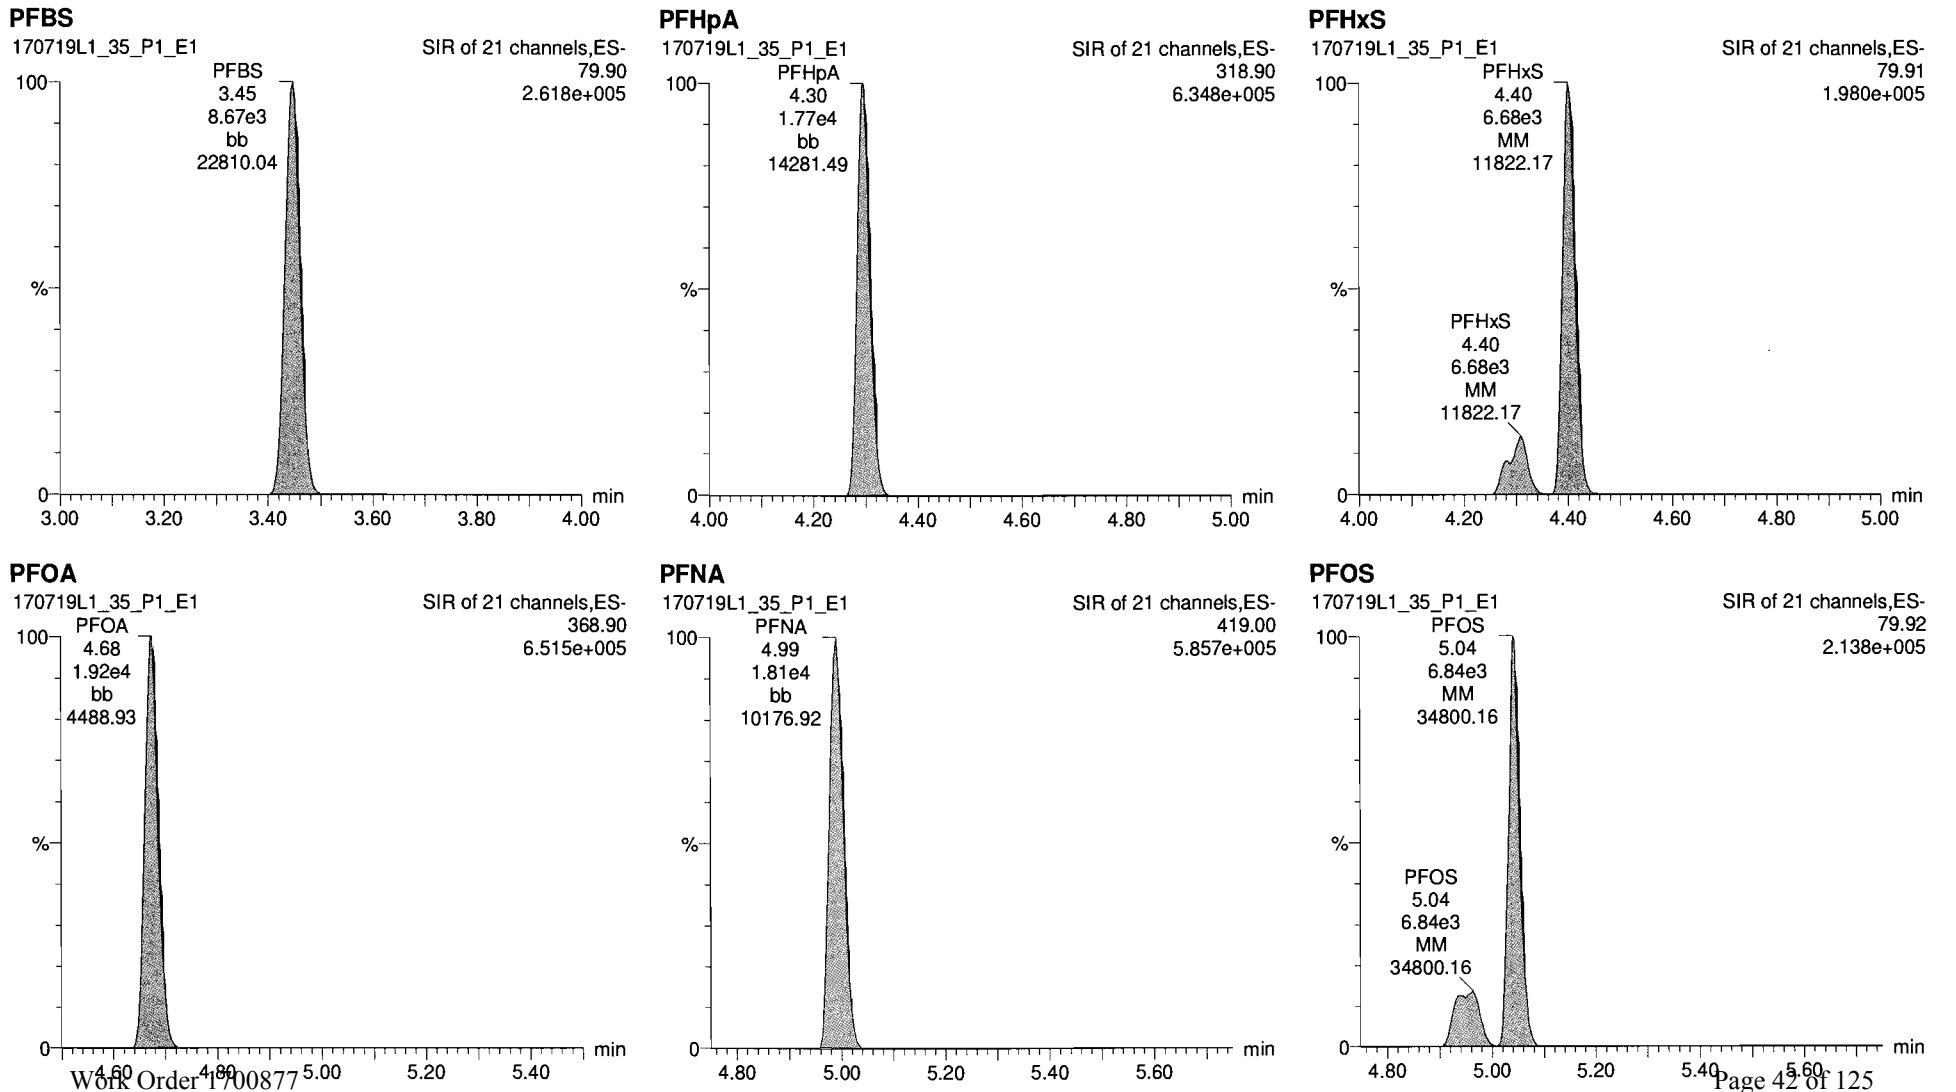 PFBS
170719L1_35_P1_E1
SIR of 21 channels,ES-
79.90
2.618e+005
PFBS
3.45
8.67e3
bb
22810.04
100
%
0
min
3.00 3.20 3.40 3.60 3.80 4.00
PFHpA
170719L1_35_P1_E1
SIR of 21 channels,ES-
318.90
6.348e+005
PFHpA
4.30
1.77e4
bb
14281.49
100
%
0
min
4.00 4.20 4.40 4.60 4.80 5.00
PFHxS
170719L1_35_P1_E1
SIR of 21 channels,ES-
79.91
1.980e+005
PFHxS
4.40
6.68e3
MM
11822.17
PFHxS
4.40
6.68e3
MM
11822.17
100
%
0
min
4.00 4.20 4.40 4.60 4.80 5.00
PFOA
170719L1_35_P1_E1
SIR of 21 channels,ES-
368.90
6.515e+005
PFOA
4.68
1.92e4
bb
4488.93
100
%
0
min
4.60 4.80 5.00 5.20 5.40
PFNA
170719L1_35_P1_E1
SIR of 21 channels,ES-
419.00
5.857e+005
PFNA
4.99
1.81e4
bb
10176.92
100
%
0
min
4.80 5.00 5.20 5.40 5.60
PFOS
170719L1_35_P1_E1
SIR of 21 channels,ES-
79.92
2.138e+005
PFOS
5.04
6.84e3
MM
34800.16
PFOS
5.04
6.84e3
MM
34800.16
100
%
0
min
4.80 5.00 5.20 5.40 5.60
Work Order 1700877
Page 42 of 125